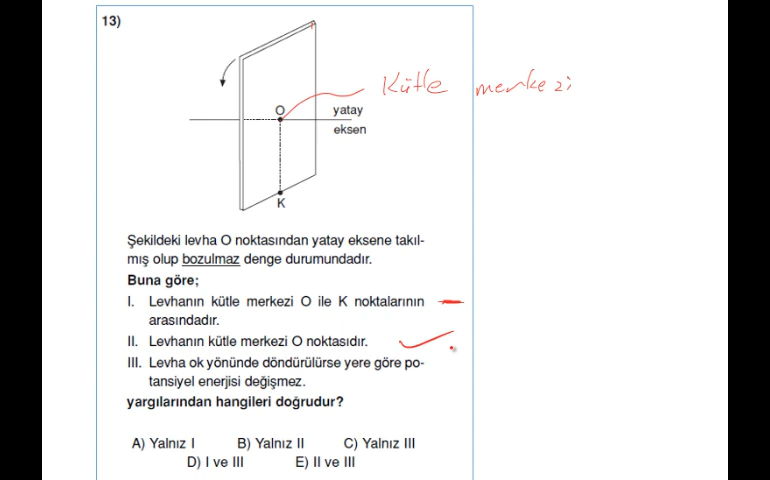 13)
Kütle merkezi
O
yatay
eksen
K
Şekildeki levha O noktasından yatay eksene takıl-
mış olup bozulmaz denge durumundadır.
Buna göre;
I. Levhanın kütle merkezi O ile K noktalarının
arasındadır.
II. Levhanın kütle merkezi O noktasıdır.
III. Levha ok yönünde döndürülürse yere göre po-
tansiyel enerjisi değişmez.
yargılarından hangileri doğrudur?
A) Yalnız I B) Yalnız II C) Yalnız III
D) I ve III E) II ve III